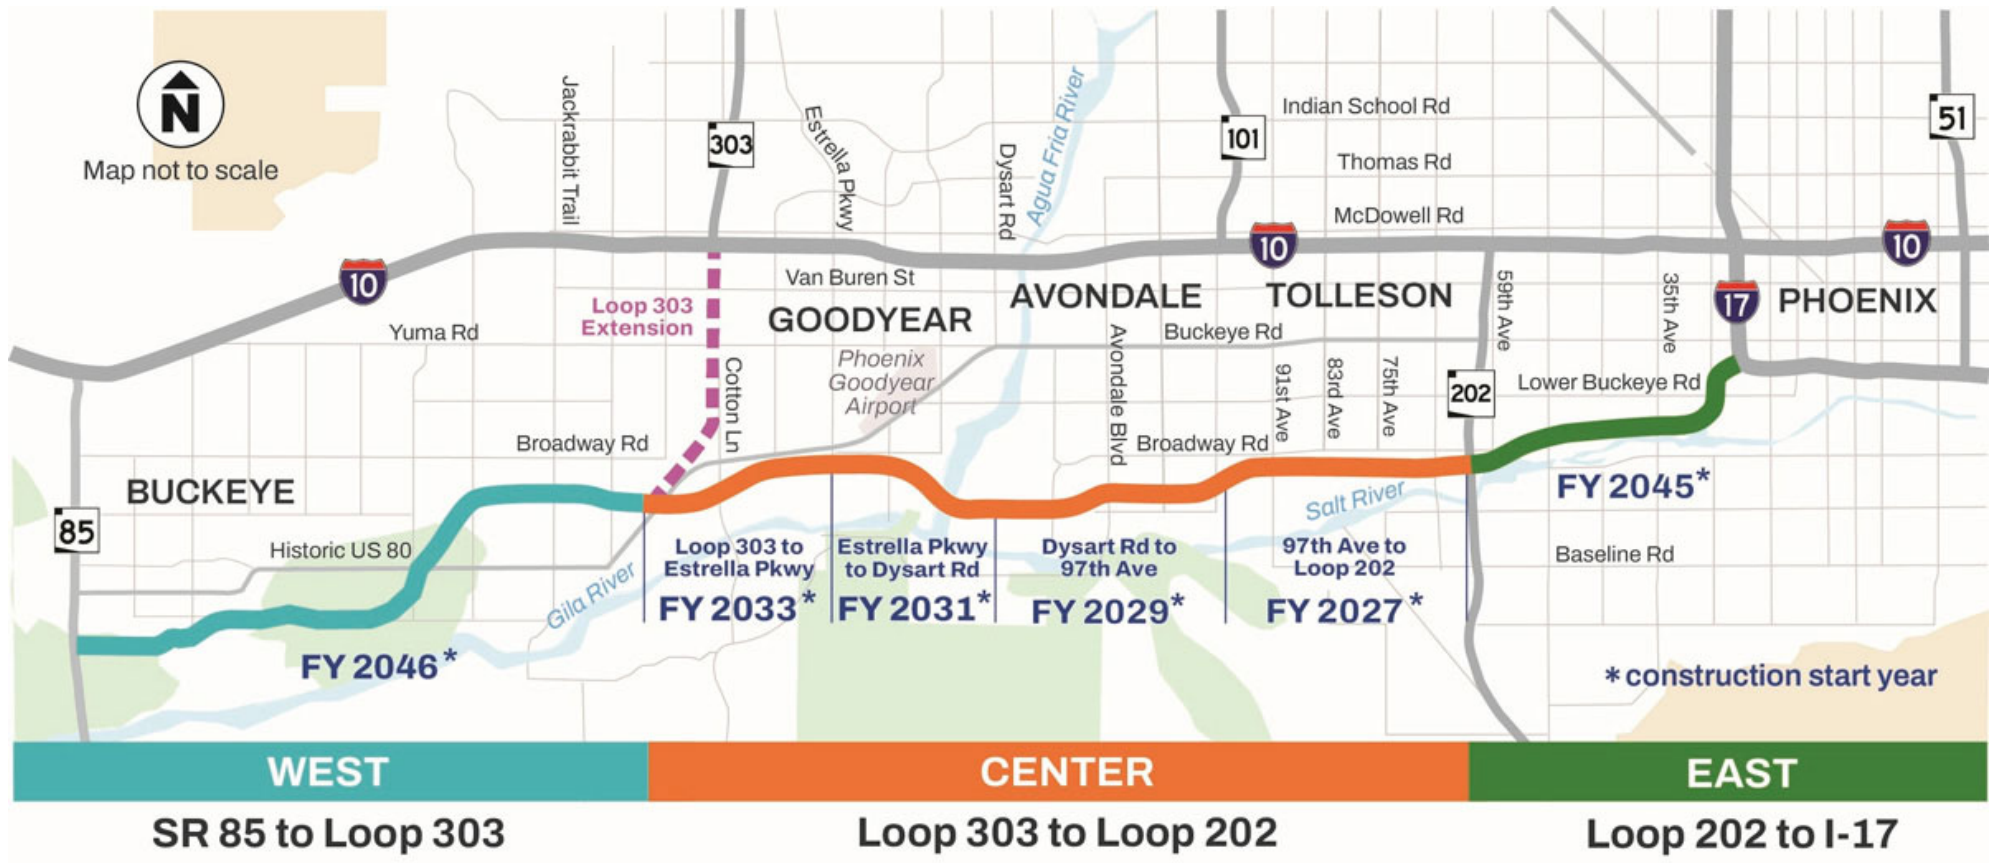 N
Map not to scale
Jackrabbit Trail
303
Estrella Pkwy
Dysart Rd
Agua Fria River
101
Indian School Rd
Thomas Rd
McDowell Rd
51
10
10
10
Van Buren St
Loop 303
Extension
Yuma Rd
GOODYEAR
AVONDALE
TOLLESON
59th Ave
35th Ave
17
PHOENIX
Buckeye Rd
Phoenix
Goodyear
Airport
Cotton Ln
Avondale Blvd
91st Ave
83rd Ave
75th Ave
202
Lower Buckeye Rd
Broadway Rd
Broadway Rd
BUCKEYE
85
Historic US 80
Gila River
Salt River
FY 2045*
Baseline Rd
Loop 303 to
Estrella Pkwy
FY 2033*
Estrella Pkwy
to Dysart Rd
FY 2031*
Dysart Rd to
97th Ave
FY 2029*
97th Ave to
Loop 202
FY 2027*
FY 2046*
*construction start year
WEST
CENTER
EAST
SR 85 to Loop 303
Loop 303 to Loop 202
Loop 202 to I-17